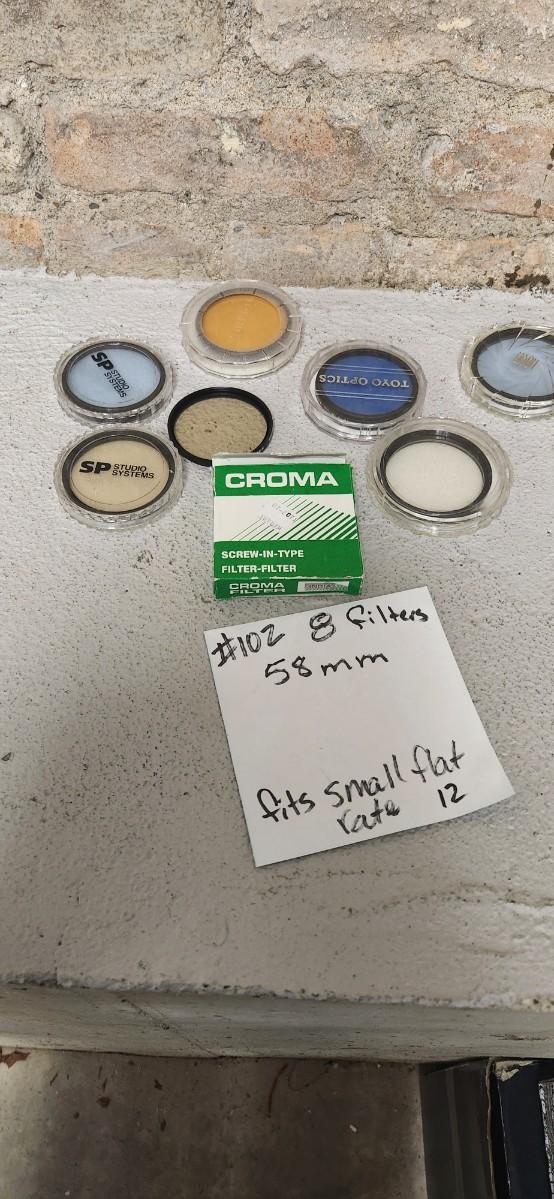 SP STUDIO
SYSTEMS
TOYO OPTICS
SP STUDIO
SYSTEMS
CROMA
SCREW-IN-TYPE
FILTER-FILTER
CROMA
FILTER
#102 8 filters
58mm
fits small flat
rate 12